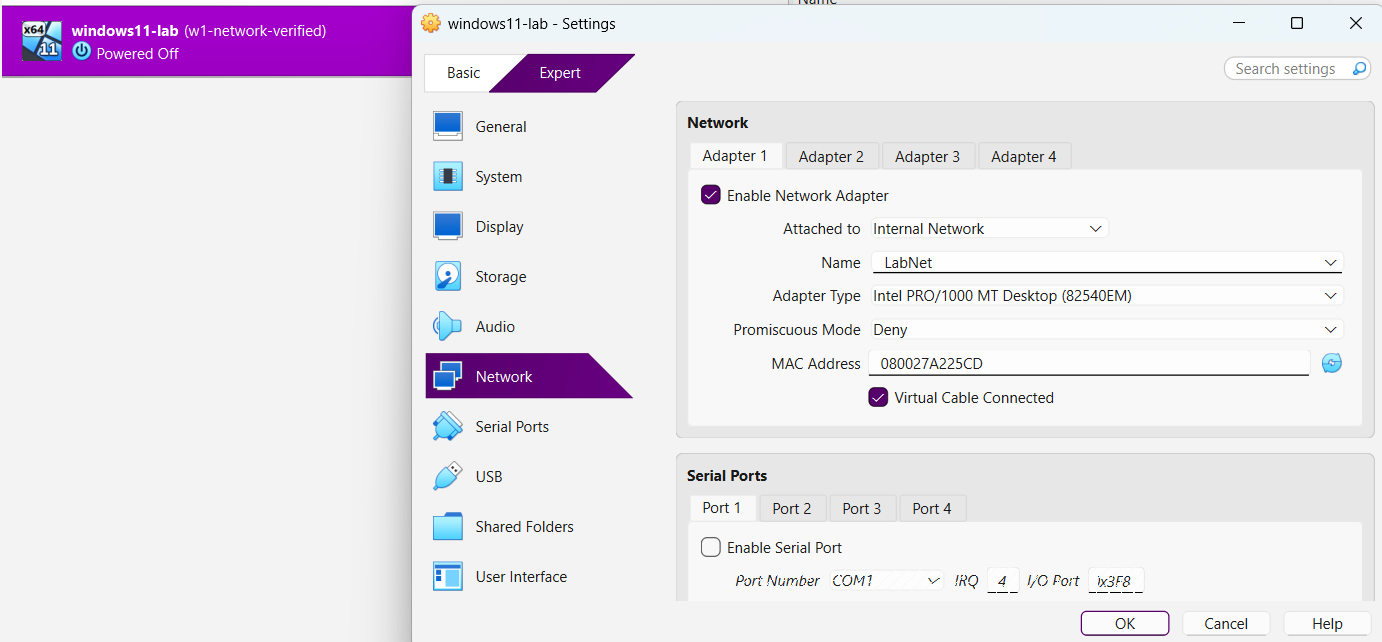 Name
windows11-lab (w1-network-verified)
Powered Off
x64
11
windows11-lab - Settings
Basic
Expert
Search settings
General
System
Display
Storage
Audio
Network
Serial Ports
USB
Shared Folders
User Interface
Network
Adapter 1 Adapter 2 Adapter 3 Adapter 4
Enable Network Adapter
Attached to Internal Network
Name LabNet
Adapter Type Intel PRO/1000 MT Desktop (82540EM)
Promiscuous Mode Deny
MAC Address 080027A225CD
Virtual Cable Connected
Serial Ports
Port 1 Port 2 Port 3 Port 4
Enable Serial Port
Port Number COM1 IRQ 4 I/O Port 0x3F8
OK Cancel Help